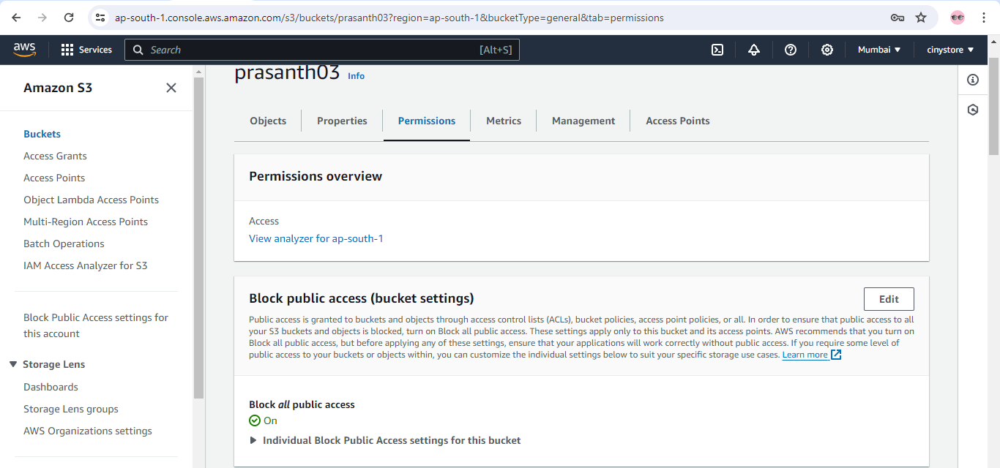 ap-south-1.console.aws.amazon.com/s3/buckets/prasanth03?region=ap-south-1&bucketType=general&tab=permissions
aws Services Search [Alt+S] Mumbai ▼ cinystore ▼
Amazon S3
Buckets
Access Grants
Access Points
Object Lambda Access Points
Multi-Region Access Points
Batch Operations
IAM Access Analyzer for S3
Block Public Access settings for
this account
▼ Storage Lens
Dashboards
Storage Lens groups
AWS Organizations settings
prasanth03 Info
Objects Properties Permissions Metrics Management Access Points
Permissions overview
Access
View analyzer for ap-south-1
Block public access (bucket settings)
Edit
Public access is granted to buckets and objects through access control lists (ACLs), bucket policies, access point policies, or all. In order to ensure that public access to all
your S3 buckets and objects is blocked, turn on Block all public access. These settings apply only to this bucket and its access points. AWS recommends that you turn on
Block all public access, but before applying any of these settings, ensure that your applications will work correctly without public access. If you require some level of
public access to your buckets or objects within, you can customize the individual settings below to suit your specific storage use cases. Learn more
Block all public access
On
▶ Individual Block Public Access settings for this bucket